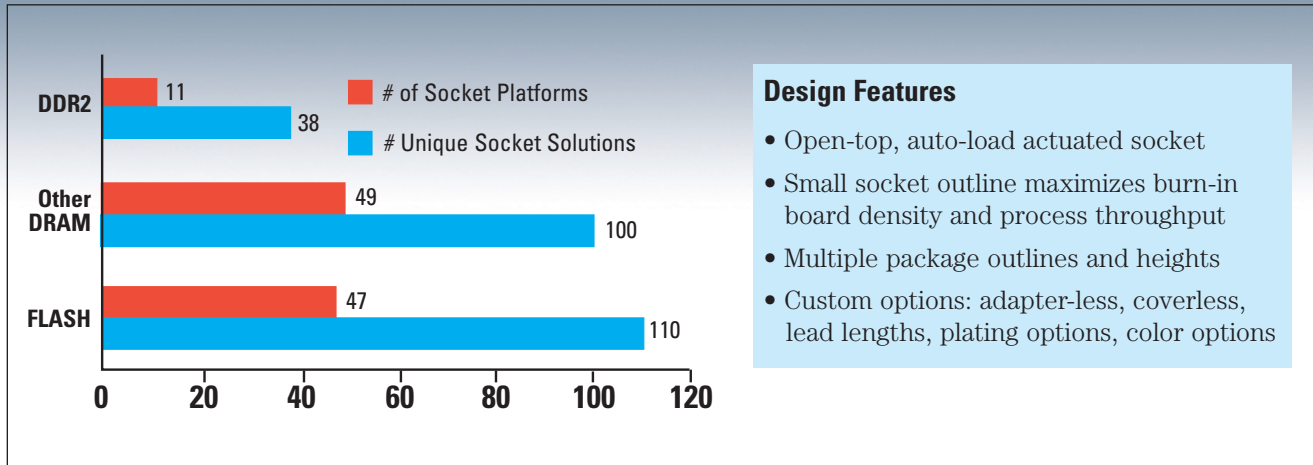 DDR2
11
38
# of Socket Platforms
# Unique Socket Solutions
Other
DRAM
49
100
FLASH
47
110
0 20 40 60 80 100 120
Design Features
• Open-top, auto-load actuated socket
• Small socket outline maximizes burn-in
board density and process throughput
• Multiple package outlines and heights
• Custom options: adapter-less, coverless,
lead lengths, plating options, color options